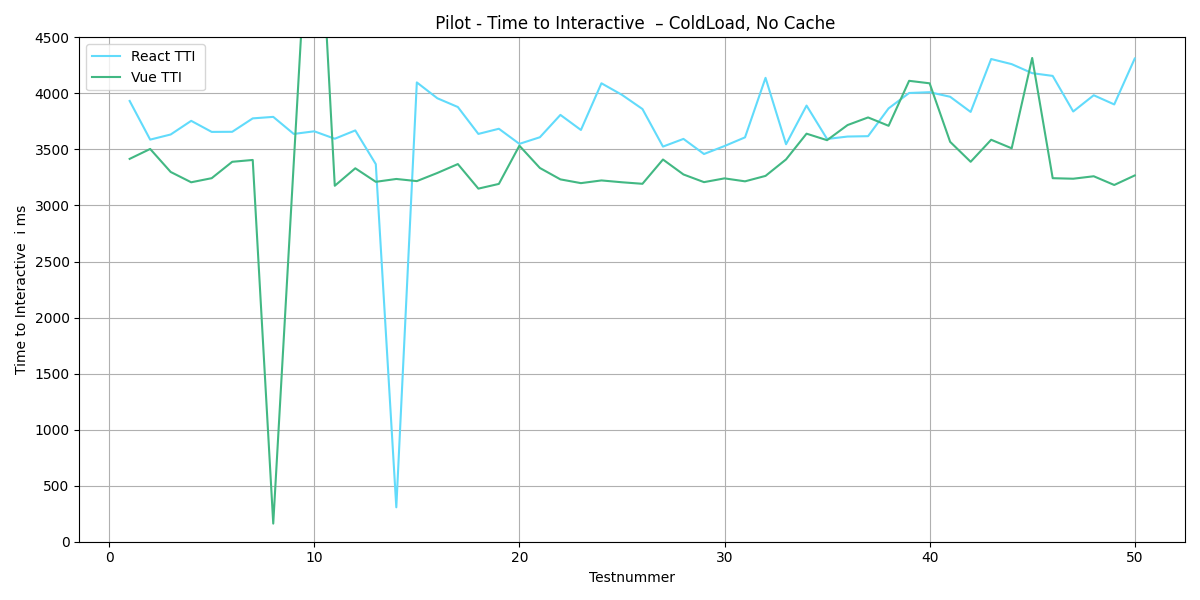 Pilot - Time to Interactive – ColdLoad, No Cache
React TTI
Vue TTI
Time to Interactive i ms
4500
4000
3500
3000
2500
2000
1500
1000
500
0
0 10 20 30 40 50
Testnummer